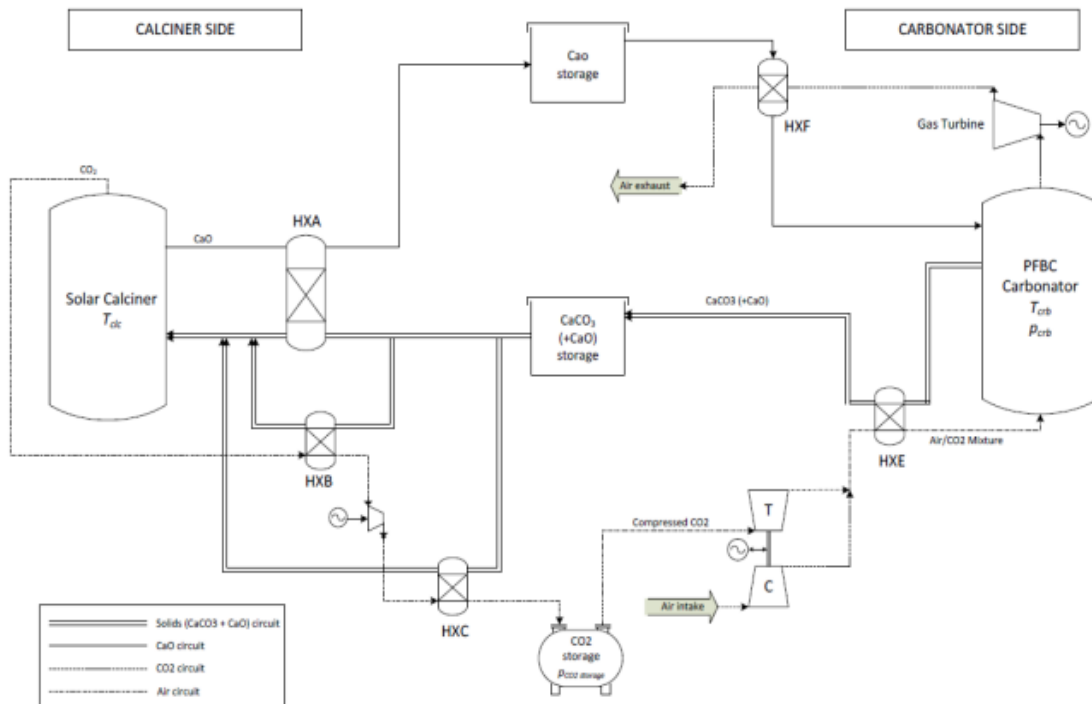 CALCINER SIDE
CARBONATOR SIDE
Cao
storage
HXF
Gas Turbine
CO₂
Air exhaust
HXA
CaO
Solar Calciner
Tclc
PFBC
Carbonator
Tcrb
pcrb
CaCO3 (+CaO)
CaCO₃
(+CaO)
storage
HXE
Air/CO2 Mixture
HXB
T
Compressed CO2
C
Air intake
HXC
CO2
storage
pCO2 storage
Solids (CaCO3 + CaO) circuit
CaO circuit
CO2 circuit
Air circuit